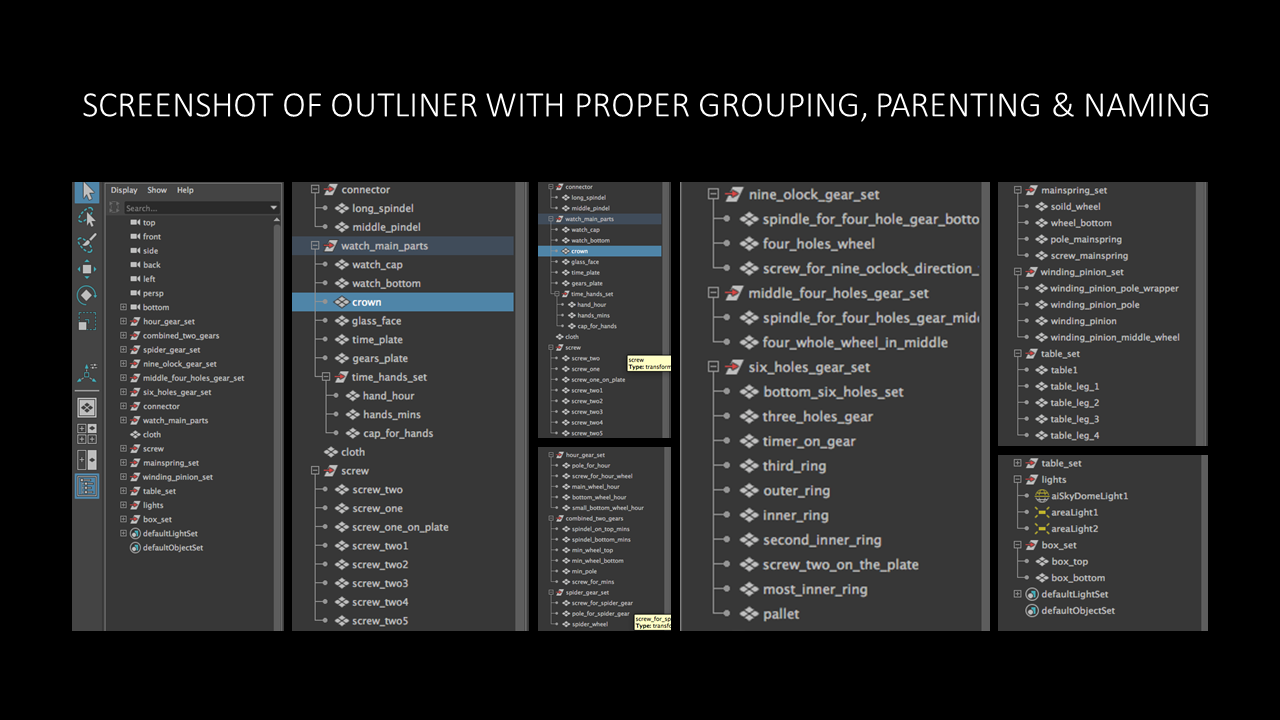 SCREENSHOT OF OUTLINER WITH PROPER GROUPING, PARENTING & NAMING
Display Show Help
Search...
top
front
side
back
left
persp
bottom
hour_gear_set
combined_two_gears
spider_gear_set
nine_olock_gear_set
middle_four_holes_gear_set
six_holes_gear_set
connector
watch_main_parts
cloth
screw
mainspring_set
winding_pinion_set
table_set
lights
box_set
defaultLightSet
defaultObjectSet
connector
long_spindel
middle_pindel
watch_main_parts
watch_cap
watch_bottom
crown
glass_face
time_plate
gears_plate
time_hands_set
hand_hour
hands_mins
cap_for_hands
cloth
screw
screw_two
screw_one
screw_one_on_plate
screw_two1
screw_two2
screw_two3
screw_two4
screw_two5
connector
long_spindel
middle_pindel
watch_main_parts
watch_cap
watch_bottom
crown
glass_face
time_plate
gears_plate
time_hands_set
hand_hour
hands_mins
cap_for_hands
cloth
screw
screw_two
screw_one
screw_one_on_plate
screw_two1
screw_two2
screw_two3
screw_two4
screw_two5
screw
Type: transform
hour_gear_set
pole_for_hour
screw_for_hour_wheel
main_wheel_hour
bottom_wheel_hour
small_bottom_wheel_hour
combined_two_gears
spindel_on_top_mins
spindel_bottom_mins
min_wheel_top
min_wheel_bottom
min_pole
screw_for_mins
spider_gear_set
screw_for_spider_gear
pole_for_spider_gear
spider_wheel
screw_for_sp
Type: transf
nine_olock_gear_set
spindle_for_four_hole_gear_botto
four_holes_wheel
screw_for_nine_oclock_direction_
middle_four_holes_gear_set
spindle_for_four_holes_gear_mid
four_whole_wheel_in_middle
six_holes_gear_set
bottom_six_holes_set
three_holes_gear
timer_on_gear
third_ring
outer_ring
inner_ring
second_inner_ring
screw_two_on_the_plate
most_inner_ring
pallet
mainspring_set
soild_wheel
wheel_bottom
pole_mainspring
screw_mainspring
winding_pinion_set
winding_pinion_pole_wrapper
winding_pinion_pole
winding_pinion
winding_pinion_middle_wheel
table_set
table1
table_leg_1
table_leg_2
table_leg_3
table_leg_4
table_set
lights
aiSkyDomeLight1
areaLight1
areaLight2
box_set
box_top
box_bottom
defaultLightSet
defaultObjectSet